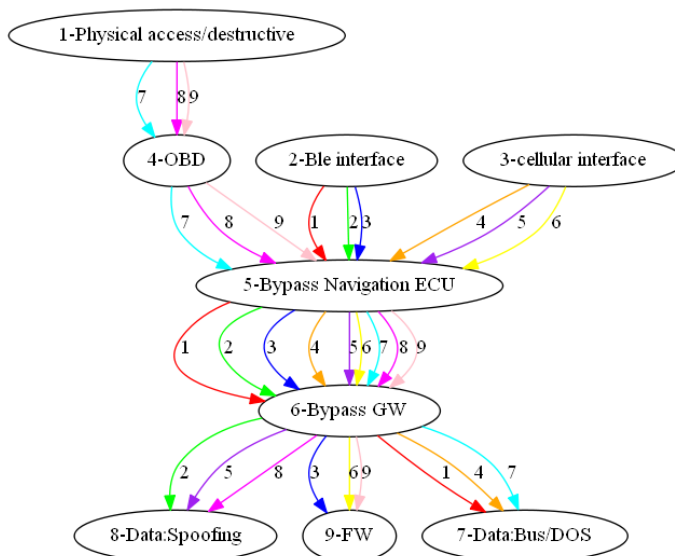 1-Physical access/destructive
7 8 9
4-OBD 2-Ble interface 3-cellular interface
7 8 9 1 2 3 4 5 6
5-Bypass Navigation ECU
1 2 3 4 5 6 7 8 9
6-Bypass GW
2 5 8 3 6 9 1 4 7
8-Data:Spoofing 9-FW 7-Data:Bus/DOS